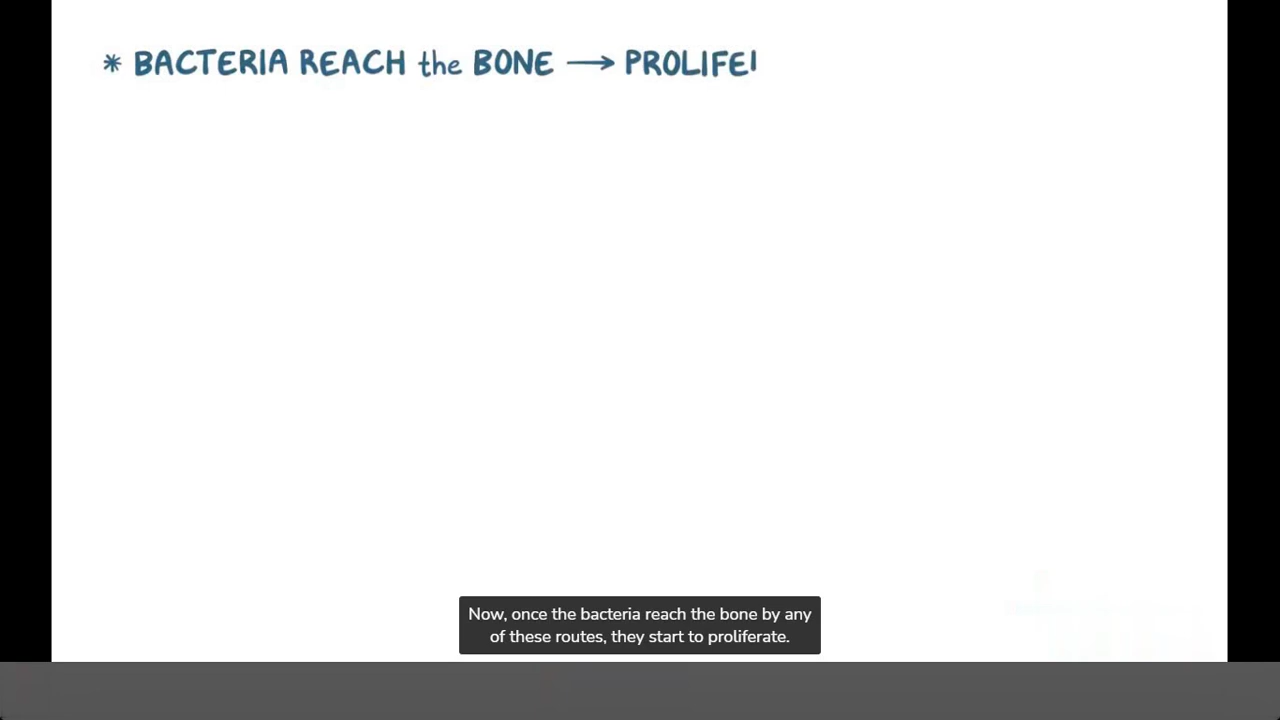 * BACTERIA REACH the BONE → PROLIFE
Now, once the bacteria reach the bone by any
of these routes, they start to proliferate.